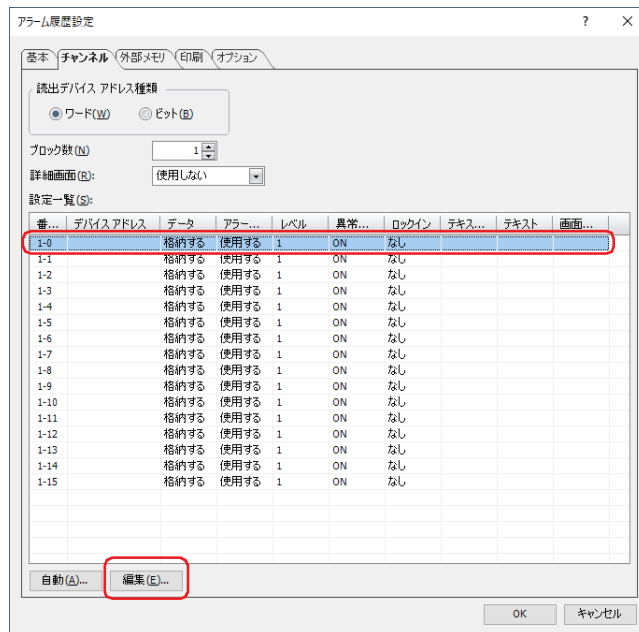 アラーム履歴設定 ? ×
基本 チャンネル 外部メモリ 印刷 オプション
読出デバイス アドレス種類
ワード(W) ビット(B)
ブロック数(N) 1
詳細画面(R): 使用しない
設定一覧(S):
番... デバイス アドレス データ アラー... レベル 異常... ロックイン テキス... テキスト 画面...
1-0 格納する 使用する 1 ON なし
1-1 格納する 使用する 1 ON なし
1-2 格納する 使用する 1 ON なし
1-3 格納する 使用する 1 ON なし
1-4 格納する 使用する 1 ON なし
1-5 格納する 使用する 1 ON なし
1-6 格納する 使用する 1 ON なし
1-7 格納する 使用する 1 ON なし
1-8 格納する 使用する 1 ON なし
1-9 格納する 使用する 1 ON なし
1-10 格納する 使用する 1 ON なし
1-11 格納する 使用する 1 ON なし
1-12 格納する 使用する 1 ON なし
1-13 格納する 使用する 1 ON なし
1-14 格納する 使用する 1 ON なし
1-15 格納する 使用する 1 ON なし
自動(A)... 編集(E)...
OK キャンセル